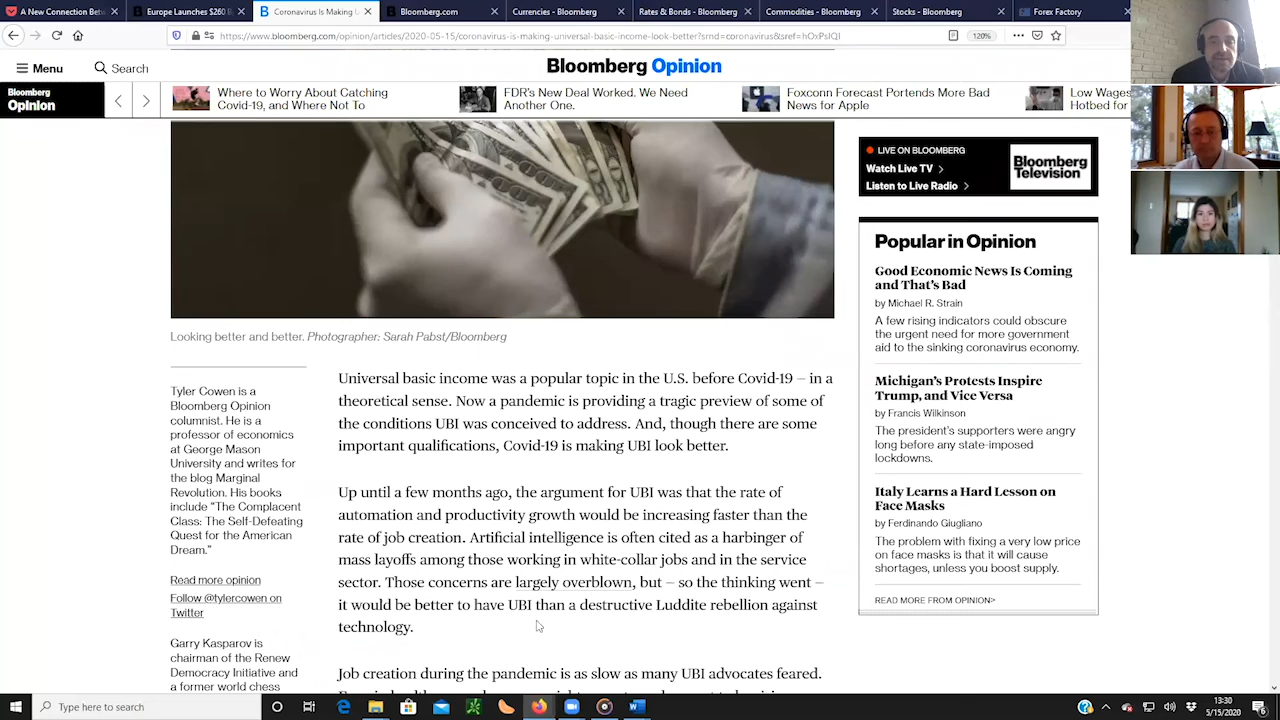 A New Connection Betw
Europe Launches $260 B
Coronavirus Is Making U
Bloomberg.com
Currencies - Bloomberg
Rates & Bonds - Bloomberg
Commodities - Bloomberg
Stocks - Bloomberg
Forex Factory
https://www.bloomberg.com/opinion/articles/2020-05-15/coronavirus-is-making-universal-basic-income-look-better?srnd=coronavirus&sref=hOxPslQI
120%
Menu
Search
Bloomberg Opinion
Bloomberg
Opinion
Where to Worry About Catching
Covid-19, and Where Not To
FDR's New Deal Worked. We Need
Another One.
Foxconn Forecast Portends More Bad
News for Apple
Low Wages
Hotbed for
LIVE ON BLOOMBERG
Watch Live TV
Listen to Live Radio
Bloomberg
Television
Looking better and better. Photographer: Sarah Pabst/Bloomberg
Tyler Cowen is a
Bloomberg Opinion
columnist. He is a
professor of economics
at George Mason
University and writes for
the blog Marginal
Revolution. His books
include “The Complacent
Class: The Self-Defeating
Quest for the American
Dream.”
Read more opinion
Follow @tylercowen on
Twitter
Garry Kasparov is
chairman of the Renew
Democracy Initiative and
a former world chess
Universal basic income was a popular topic in the U.S. before Covid-19 – in a
theoretical sense. Now a pandemic is providing a tragic preview of some of
the conditions UBI was conceived to address. And, though there are some
important qualifications, Covid-19 is making UBI look better.
Up until a few months ago, the argument for UBI was that the rate of
automation and productivity growth would be increasing faster than the
rate of job creation. Artificial intelligence is often cited as a harbinger of
mass layoffs among those working in white-collar jobs and in the service
sector. Those concerns are largely overblown, but – so the thinking went –
it would be better to have UBI than a destructive Luddite rebellion against
technology.
Job creation during the pandemic is as slow as many UBI advocates feared.
Popular in Opinion
Good Economic News Is Coming
and That's Bad
by Michael R. Strain
A few rising indicators could obscure
the urgent need for more government
aid to the sinking coronavirus economy.
Michigan's Protests Inspire
Trump, and Vice Versa
by Francis Wilkinson
The president's supporters were angry
long before any state-imposed
lockdowns.
Italy Learns a Hard Lesson on
Face Masks
by Ferdinando Giugliano
The problem with fixing a very low price
on face masks is that it will cause
shortages, unless you boost supply.
READ MORE FROM OPINION>
Type here to search
13:30
5/15/2020